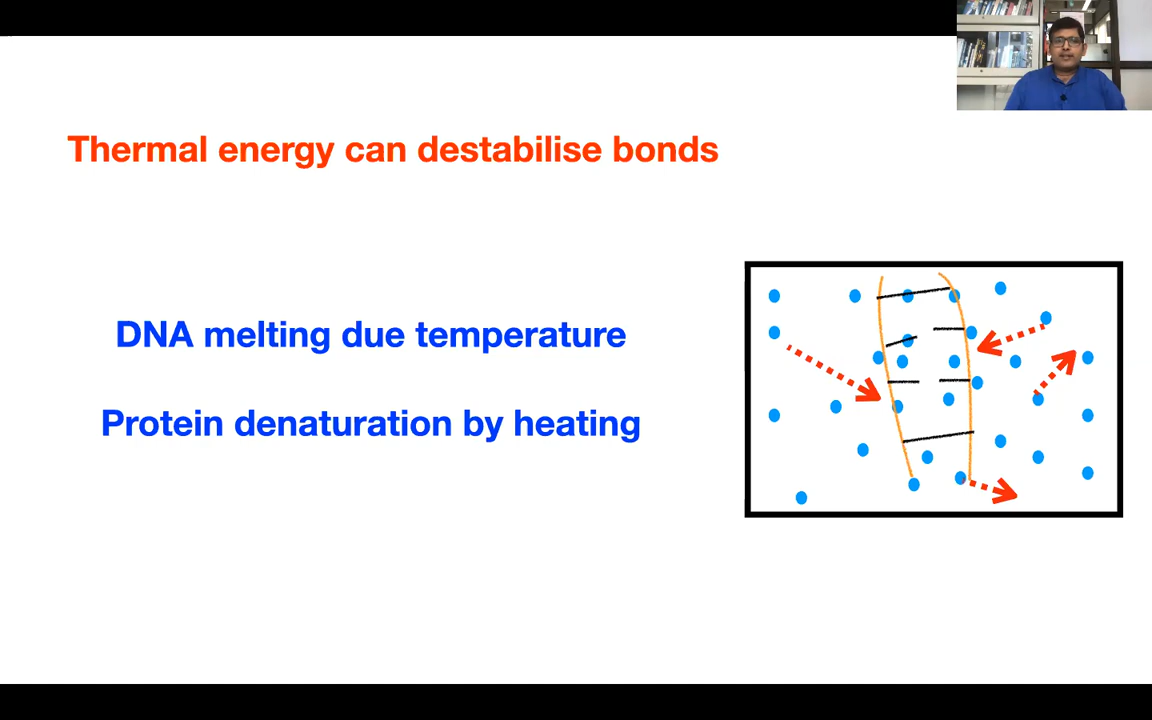 Thermal energy can destabilise bonds
DNA melting due temperature
Protein denaturation by heating